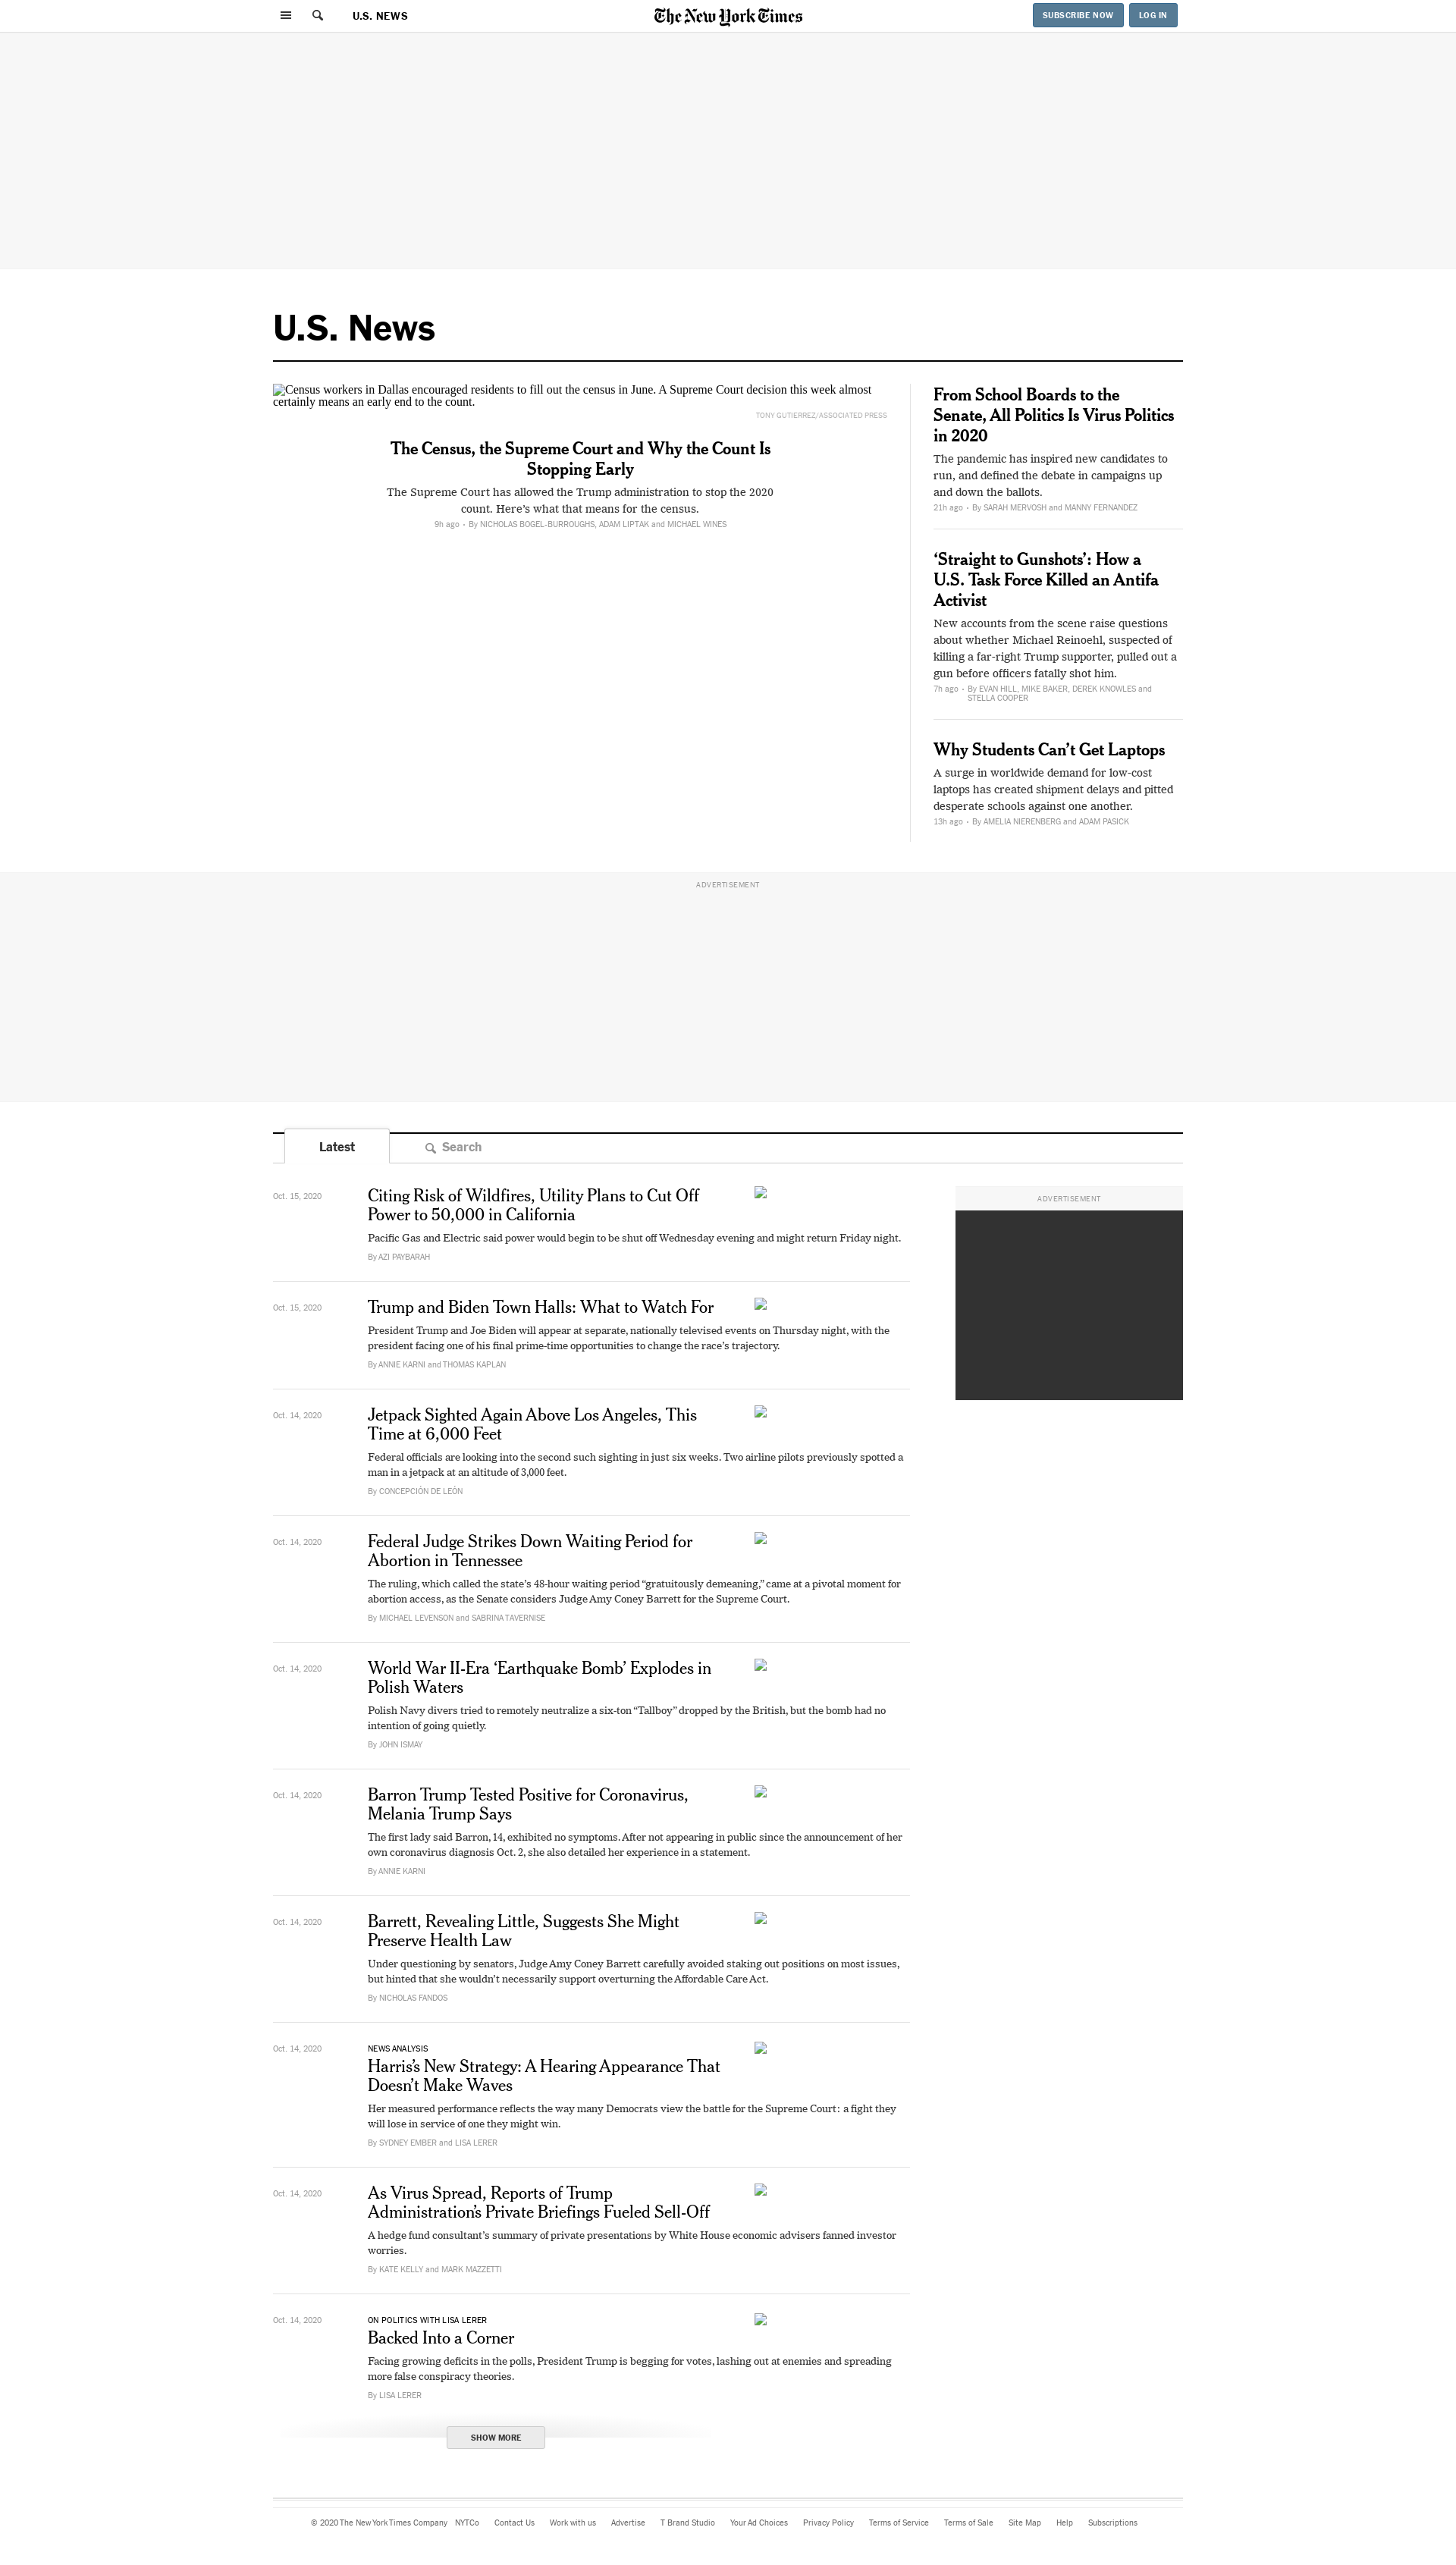 U.S. NEWS
The New York Times
SUBSCRIBE NOW
LOG IN
U.S. News
Census workers in Dallas encouraged residents to fill out the census in June. A Supreme Court decision this week almost
certainly means an early end to the count.
TONY GUTIERREZ/ASSOCIATED PRESS
The Census, the Supreme Court and Why the Count Is
Stopping Early
The Supreme Court has allowed the Trump administration to stop the 2020
count. Here’s what that means for the census.
9h ago • By NICHOLAS BOGEL-BURROUGHS, ADAM LIPTAK and MICHAEL WINES
From School Boards to the
Senate, All Politics Is Virus Politics
in 2020
The pandemic has inspired new candidates to
run, and defined the debate in campaigns up
and down the ballots.
21h ago • By SARAH MERVOSH and MANNY FERNANDEZ
‘Straight to Gunshots’: How a
U.S. Task Force Killed an Antifa
Activist
New accounts from the scene raise questions
about whether Michael Reinoehl, suspected of
killing a far-right Trump supporter, pulled out a
gun before officers fatally shot him.
7h ago • By EVAN HILL, MIKE BAKER, DEREK KNOWLES and
STELLA COOPER
Why Students Can’t Get Laptops
A surge in worldwide demand for low-cost
laptops has created shipment delays and pitted
desperate schools against one another.
13h ago • By AMELIA NIERENBERG and ADAM PASICK
ADVERTISEMENT
Latest
Search
ADVERTISEMENT
Oct. 15, 2020
Citing Risk of Wildfires, Utility Plans to Cut Off
Power to 50,000 in California
Pacific Gas and Electric said power would begin to be shut off Wednesday evening and might return Friday night.
By AZI PAYBARAH
Oct. 15, 2020
Trump and Biden Town Halls: What to Watch For
President Trump and Joe Biden will appear at separate, nationally televised events on Thursday night, with the
president facing one of his final prime-time opportunities to change the race’s trajectory.
By ANNIE KARNI and THOMAS KAPLAN
Oct. 14, 2020
Jetpack Sighted Again Above Los Angeles, This
Time at 6,000 Feet
Federal officials are looking into the second such sighting in just six weeks. Two airline pilots previously spotted a
man in a jetpack at an altitude of 3,000 feet.
By CONCEPCIÓN DE LEÓN
Oct. 14, 2020
Federal Judge Strikes Down Waiting Period for
Abortion in Tennessee
The ruling, which called the state’s 48-hour waiting period “gratuitously demeaning,” came at a pivotal moment for
abortion access, as the Senate considers Judge Amy Coney Barrett for the Supreme Court.
By MICHAEL LEVENSON and SABRINA TAVERNISE
Oct. 14, 2020
World War II-Era ‘Earthquake Bomb’ Explodes in
Polish Waters
Polish Navy divers tried to remotely neutralize a six-ton “Tallboy” dropped by the British, but the bomb had no
intention of going quietly.
By JOHN ISMAY
Oct. 14, 2020
Barron Trump Tested Positive for Coronavirus,
Melania Trump Says
The first lady said Barron, 14, exhibited no symptoms. After not appearing in public since the announcement of her
own coronavirus diagnosis Oct. 2, she also detailed her experience in a statement.
By ANNIE KARNI
Oct. 14, 2020
Barrett, Revealing Little, Suggests She Might
Preserve Health Law
Under questioning by senators, Judge Amy Coney Barrett carefully avoided staking out positions on most issues,
but hinted that she wouldn’t necessarily support overturning the Affordable Care Act.
By NICHOLAS FANDOS
Oct. 14, 2020
NEWS ANALYSIS
Harris’s New Strategy: A Hearing Appearance That
Doesn’t Make Waves
Her measured performance reflects the way many Democrats view the battle for the Supreme Court: a fight they
will lose in service of one they might win.
By SYDNEY EMBER and LISA LERER
Oct. 14, 2020
As Virus Spread, Reports of Trump
Administration’s Private Briefings Fueled Sell-Off
A hedge fund consultant’s summary of private presentations by White House economic advisers fanned investor
worries.
By KATE KELLY and MARK MAZZETTI
Oct. 14, 2020
ON POLITICS WITH LISA LERER
Backed Into a Corner
Facing growing deficits in the polls, President Trump is begging for votes, lashing out at enemies and spreading
more false conspiracy theories.
By LISA LERER
SHOW MORE
© 2020 The New York Times Company NYTCo Contact Us Work with us Advertise T Brand Studio Your Ad Choices Privacy Policy Terms of Service Terms of Sale Site Map Help Subscriptions